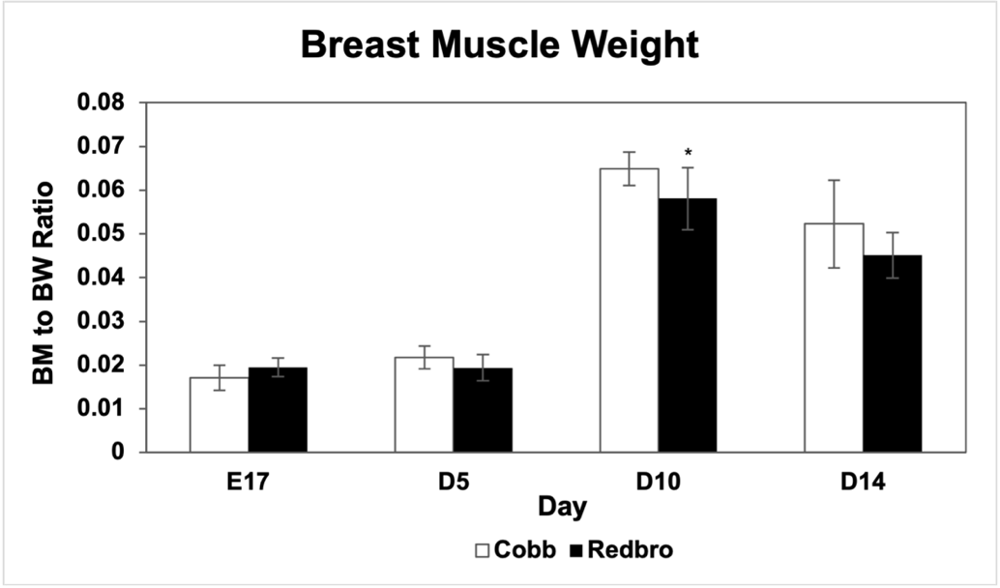 Breast Muscle Weight
BM to BW Ratio
0.08
0.07
0.06
0.05
0.04
0.03
0.02
0.01
0
*
E17 D5 D10 D14
Day
Cobb Redbro